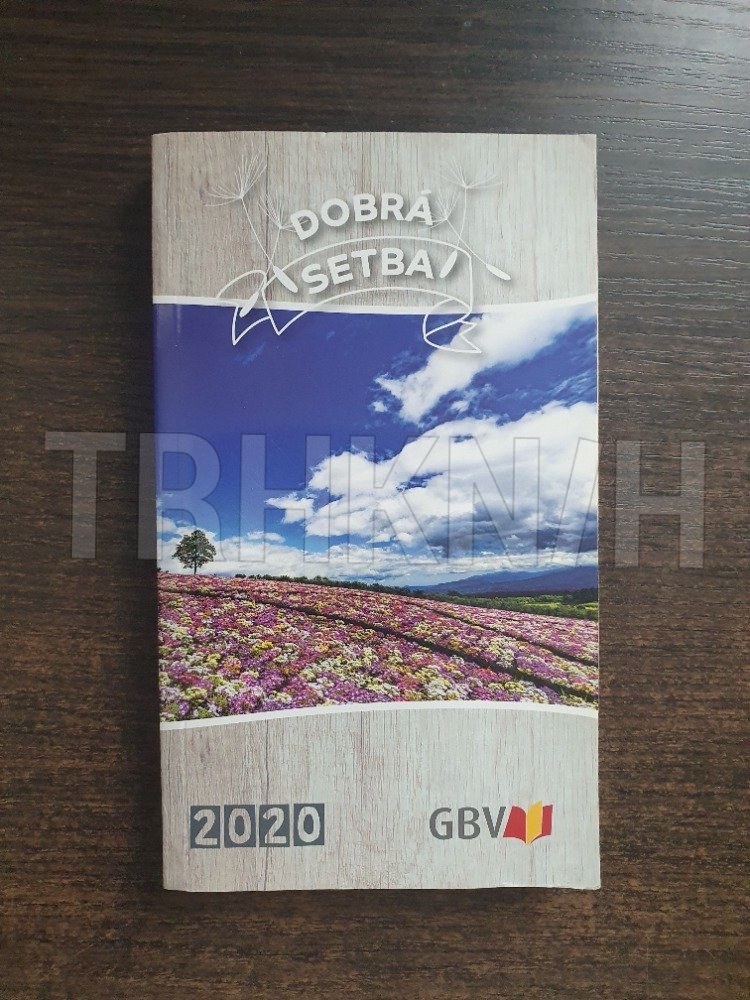 DOBRÁ
SETBA
TRHKNIH
2020
GBV